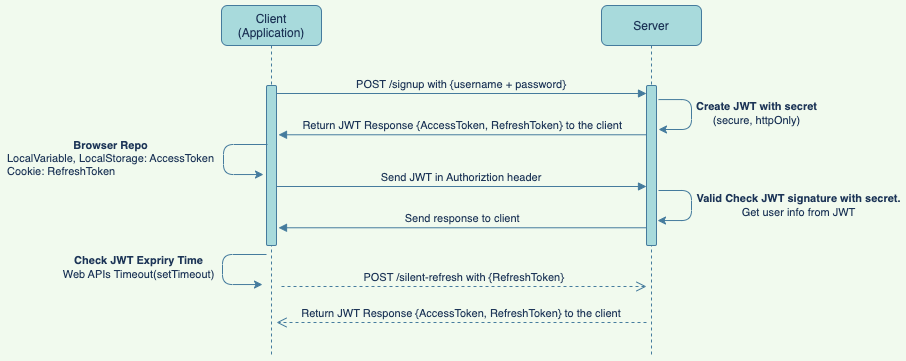 Client
(Application)
Server
POST /signup with {username + password}
Create JWT with secret
(secure, httpOnly)
Return JWT Response {AccessToken, RefreshToken} to the client
Browser Repo
LocalVariable, LocalStorage: AccessToken
Cookie: RefreshToken
Send JWT in Authoriztion header
Valid Check JWT signature with secret.
Get user info from JWT
Send response to client
Check JWT Expriry Time
Web APIs Timeout(setTimeout)
POST /silent-refresh with {RefreshToken}
Return JWT Response {AccessToken, RefreshToken} to the client